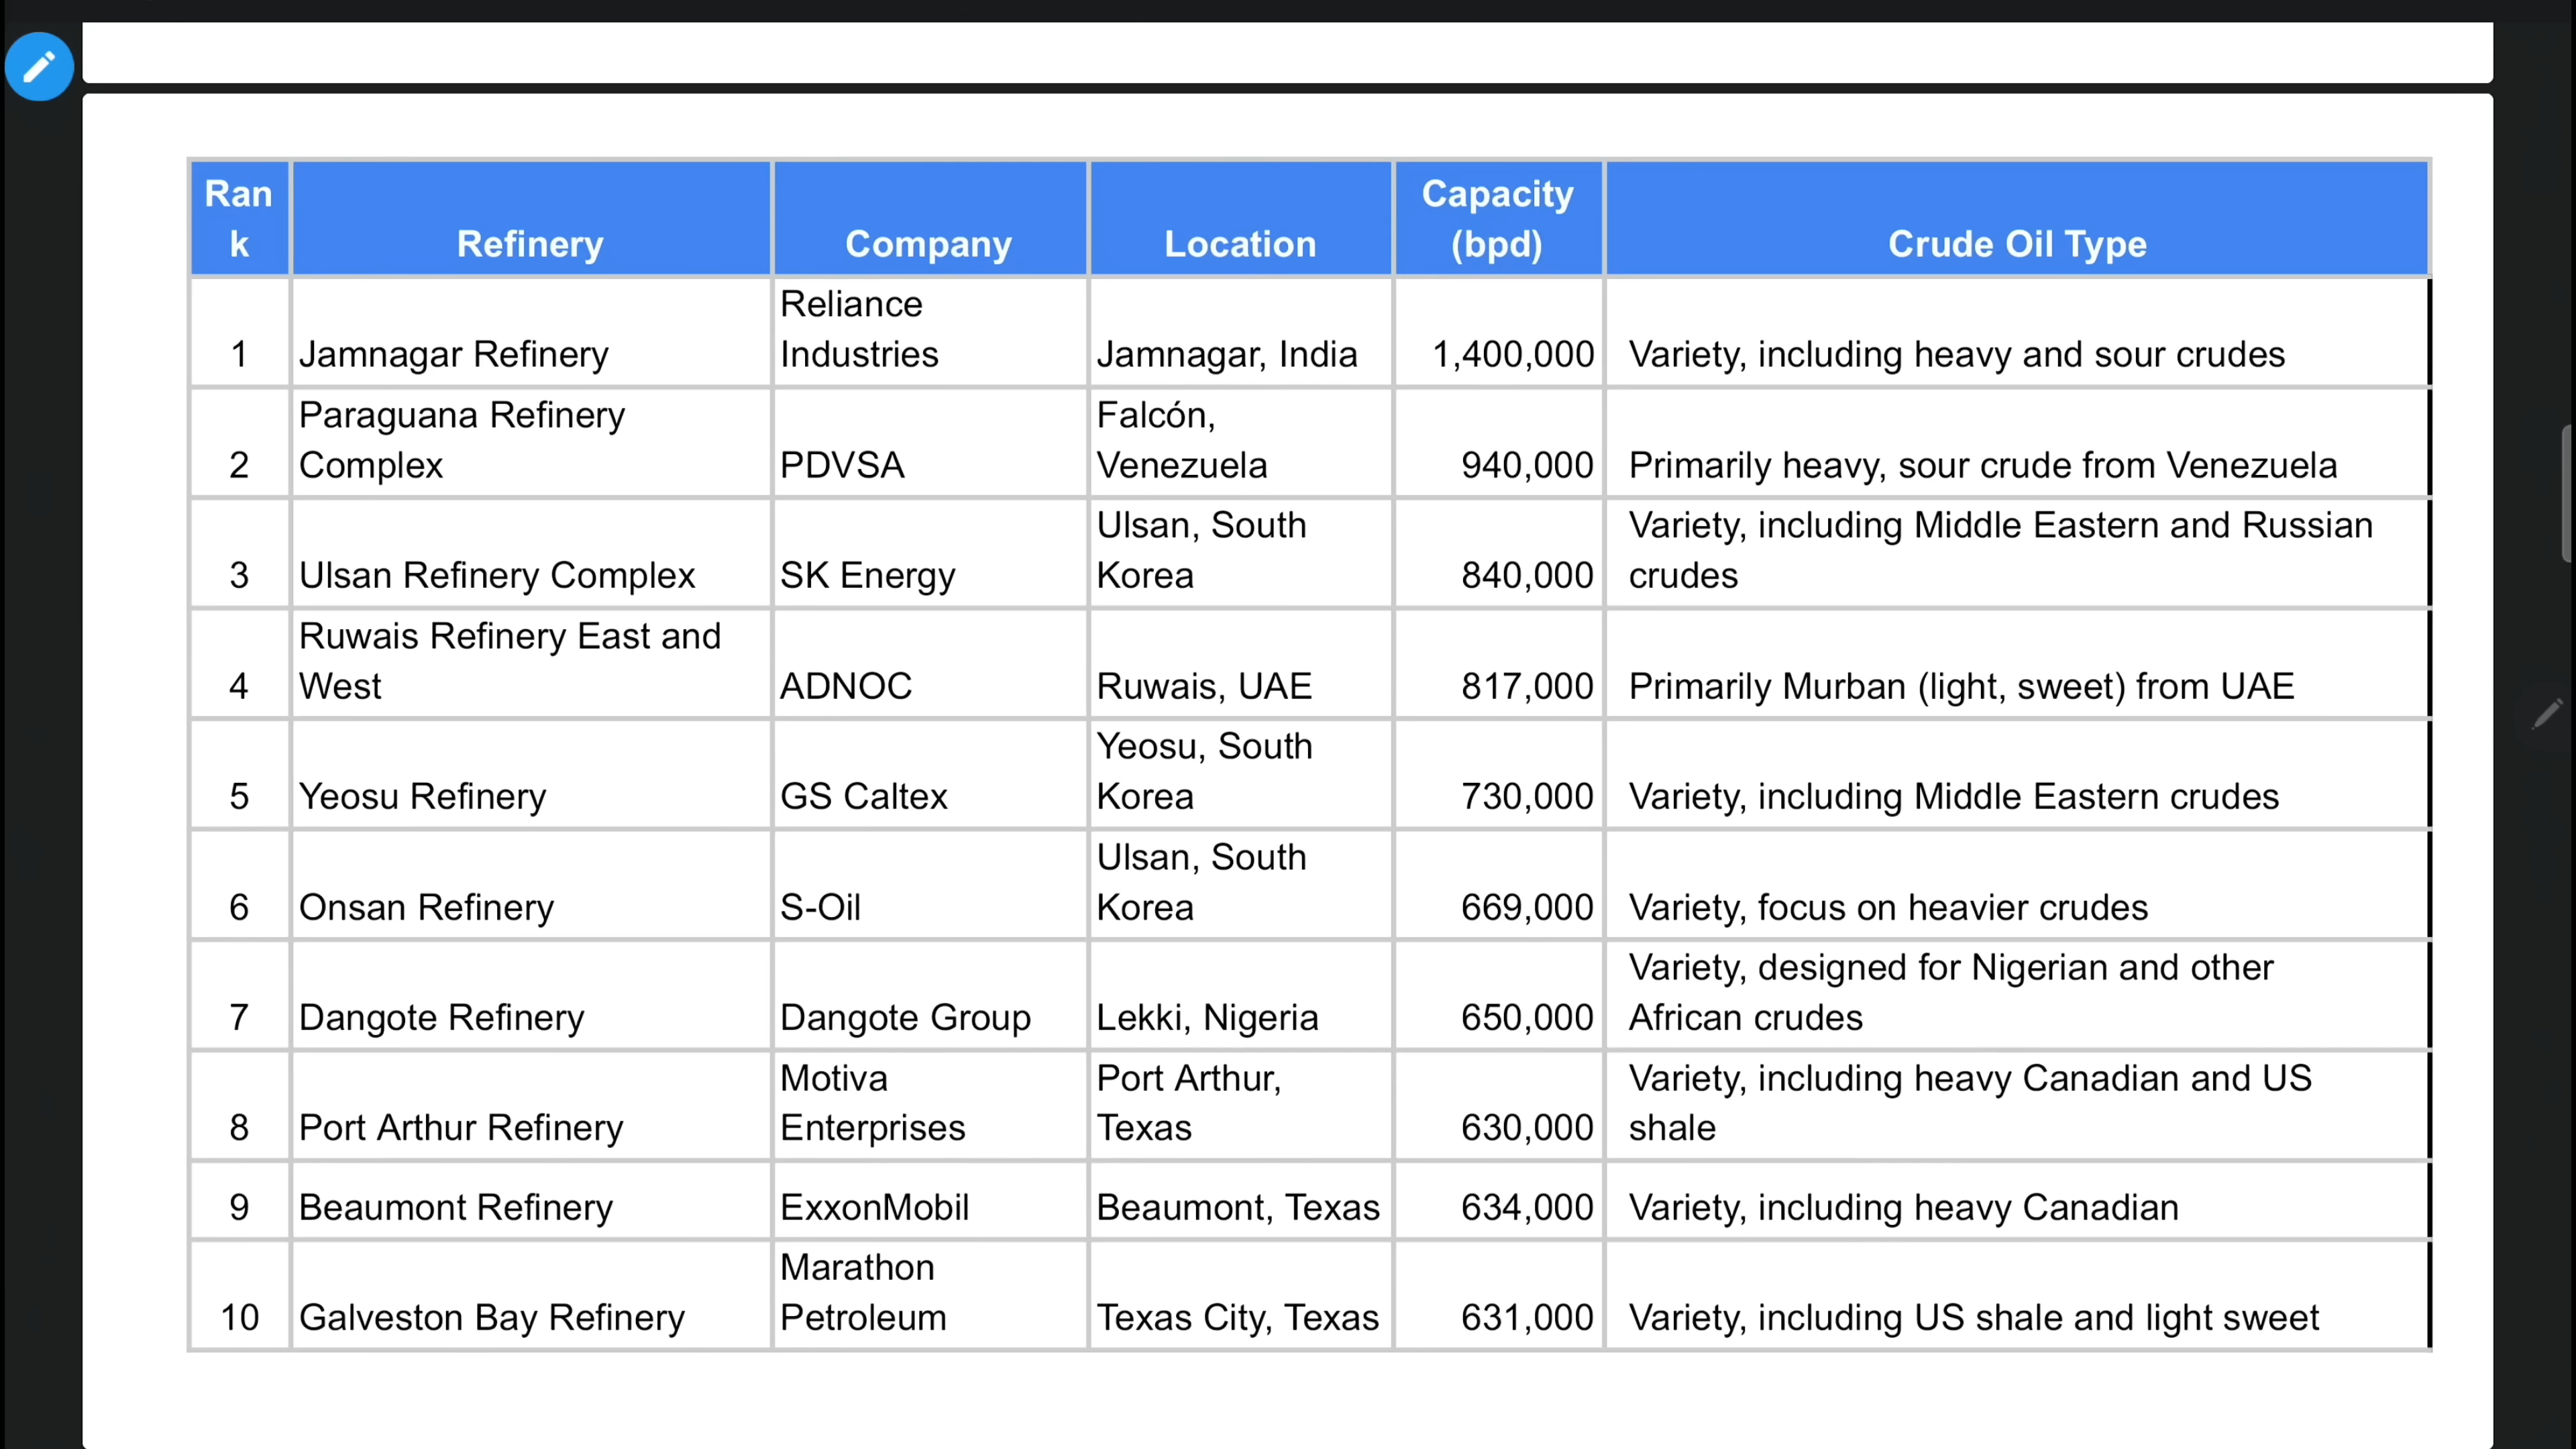 Ran
k
Refinery
Company
Location
Capacity
(bpd)
Crude Oil Type
1
Jamnagar Refinery
Reliance
Industries
Jamnagar, India
1,400,000
Variety, including heavy and sour crudes
2
Paraguana Refinery
Complex
PDVSA
Falcón,
Venezuela
940,000
Primarily heavy, sour crude from Venezuela
3
Ulsan Refinery Complex
SK Energy
Ulsan, South
Korea
840,000
Variety, including Middle Eastern and Russian
crudes
4
Ruwais Refinery East and
West
ADNOC
Ruwais, UAE
817,000
Primarily Murban (light, sweet) from UAE
5
Yeosu Refinery
GS Caltex
Yeosu, South
Korea
730,000
Variety, including Middle Eastern crudes
6
Onsan Refinery
S-Oil
Ulsan, South
Korea
669,000
Variety, focus on heavier crudes
7
Dangote Refinery
Dangote Group
Lekki, Nigeria
650,000
Variety, designed for Nigerian and other
African crudes
8
Port Arthur Refinery
Motiva
Enterprises
Port Arthur,
Texas
630,000
Variety, including heavy Canadian and US
shale
9
Beaumont Refinery
ExxonMobil
Beaumont, Texas
634,000
Variety, including heavy Canadian
10
Galveston Bay Refinery
Marathon
Petroleum
Texas City, Texas
631,000
Variety, including US shale and light sweet